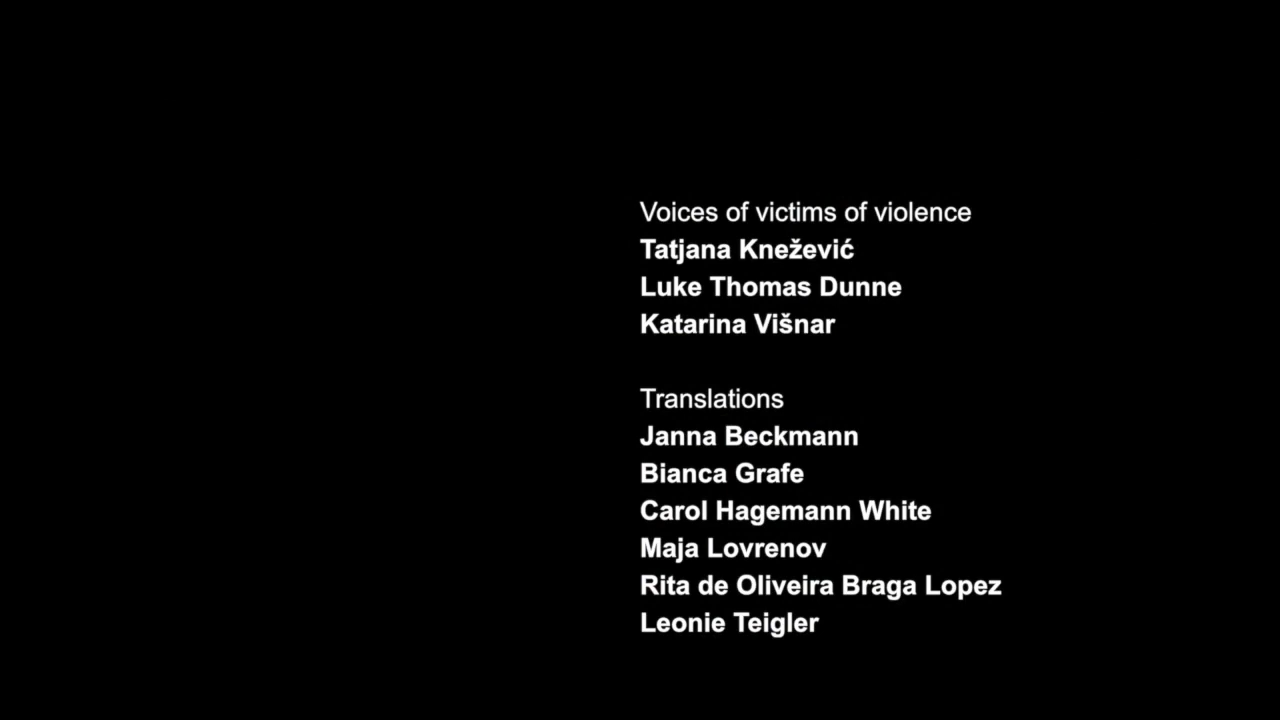 Voices of victims of violence
Tatjana Knežević
Luke Thomas Dunne
Katarina Višnar
Translations
Janna Beckmann
Bianca Grafe
Carol Hagemann White
Maja Lovrenov
Rita de Oliveira Braga Lopez
Leonie Teigler